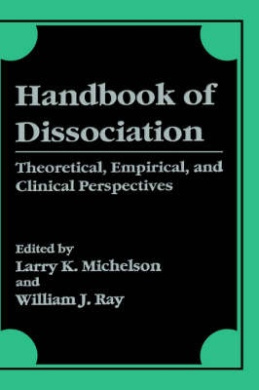 Handbook of
Dissociation
Theoretical, Empirical, and
Clinical Perspectives
Edited by
Larry K. Michelson
and
William J. Ray